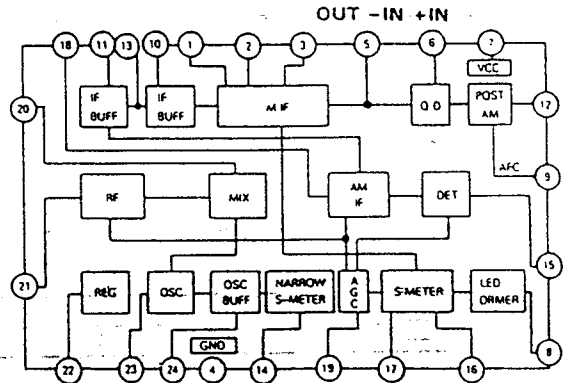 OUT -IN +IN
18
11
13
10
1
2
3
5
6
7
VCC
IF
BUFF
IF
BUFF
M IF
Q D
POST
AM
20
12
AFC
9
RF
MIX
AM
IF
DET
15
21
REG
OSC
OSC
BUFF
NARROW
S-METER
A
G
C
S-METER
LED
DRMER
GND
8
22
23
24
4
14
19
17
16